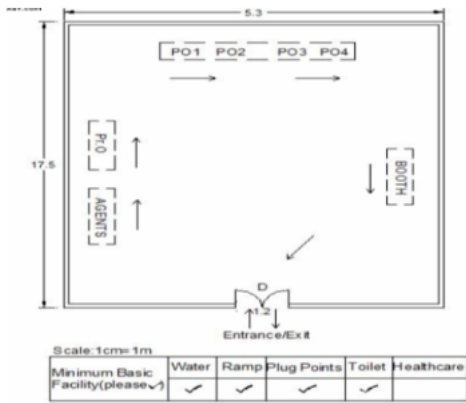 5.3
PO1 PO2 PO3 PO4
17.5
Pr.O
BOOTH
AGENTS
D
1.2
Entrance/Exit
Scale:1cm=1m
Minimum Basic Facility(please✓) Water Ramp Plug Points Toilet Healthcare
✓ ✓ ✓ ✓